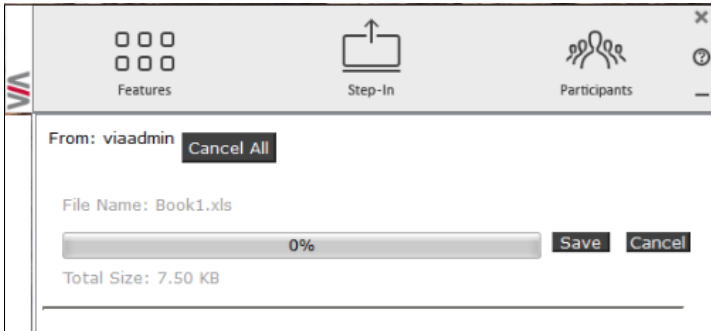 Features Step-In Participants
From: viaadmin Cancel All
File Name: Book1.xls
0% Save Cancel
Total Size: 7.50 KB